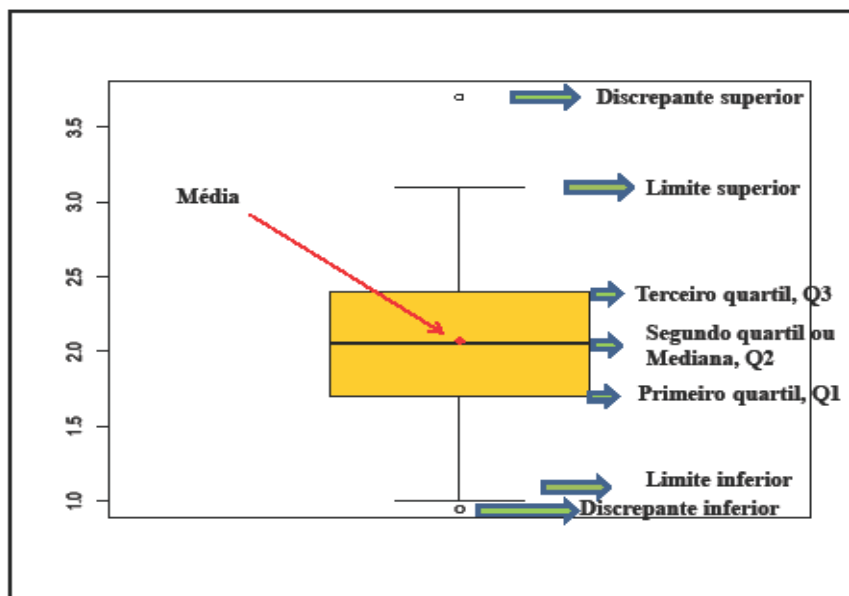 Discrepante superior
3.5
Média
3.0
Limite superior
2.5
Terceiro quartil, Q3
Segundo quartil ou
Mediana, Q2
2.0
Primeiro quartil, Q1
1.5
Limite inferior
1.0
Discrepante inferior